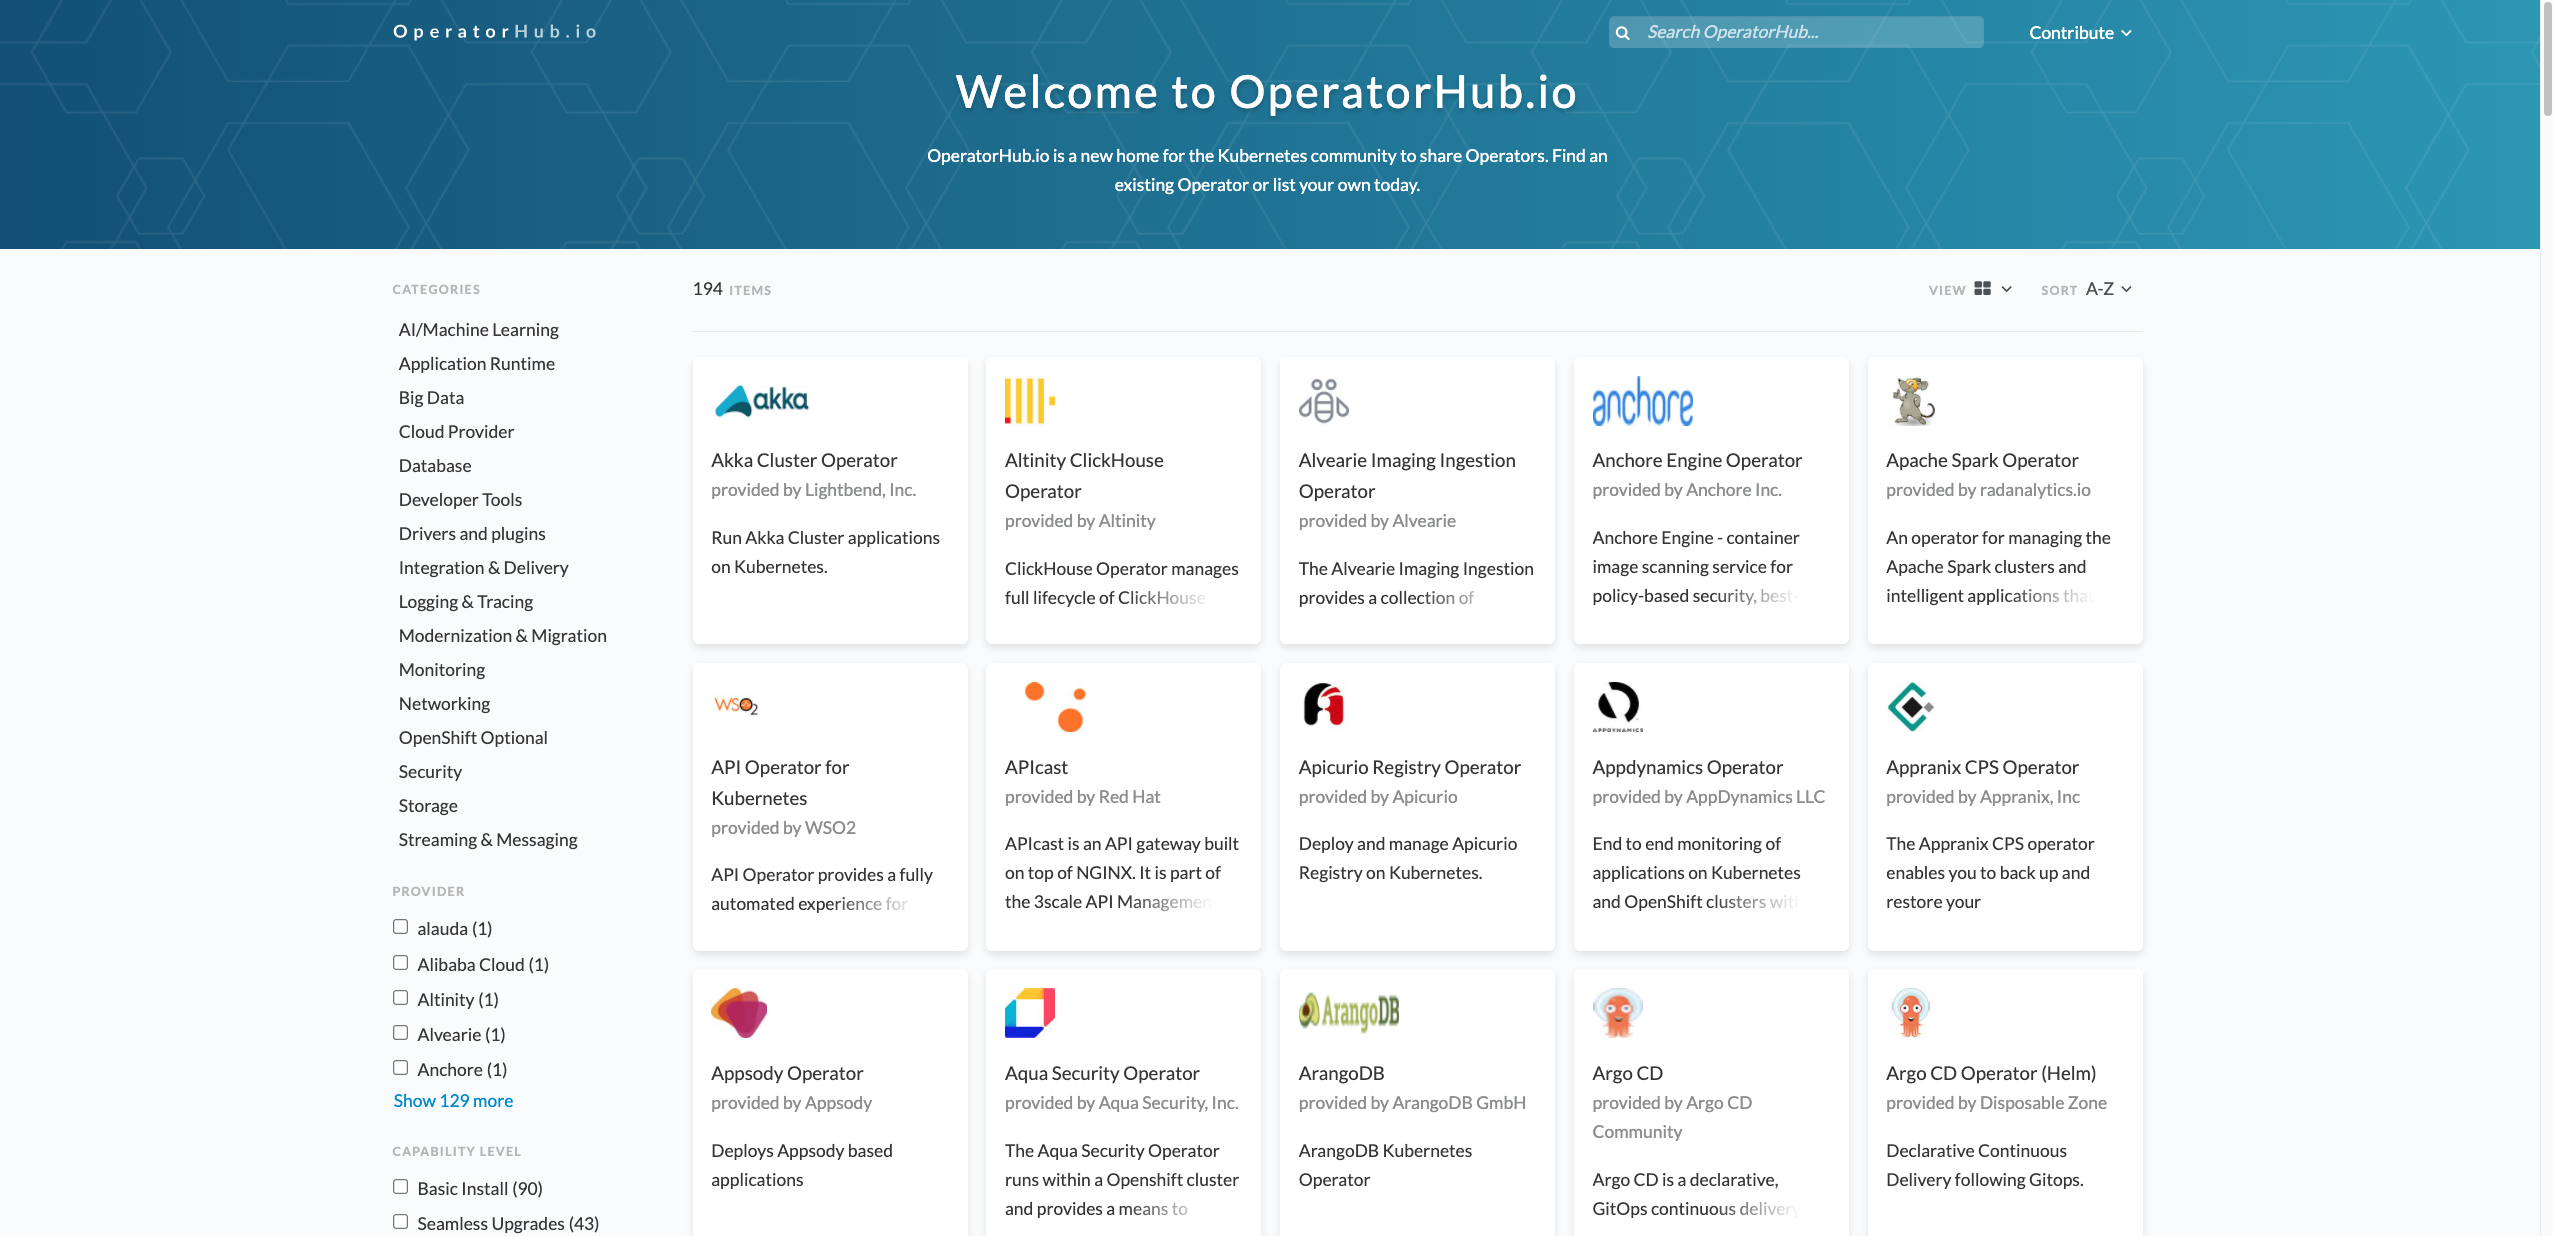 OperatorHub.io
Search OperatorHub...
Contribute
Welcome to OperatorHub.io
OperatorHub.io is a new home for the Kubernetes community to share Operators. Find an
existing Operator or list your own today.
CATEGORIES
AI/Machine Learning
Application Runtime
Big Data
Cloud Provider
Database
Developer Tools
Drivers and plugins
Integration & Delivery
Logging & Tracing
Modernization & Migration
Monitoring
Networking
OpenShift Optional
Security
Storage
Streaming & Messaging
PROVIDER
alauda (1)
Alibaba Cloud (1)
Altinity (1)
Alvearie (1)
Anchore (1)
Show 129 more
CAPABILITY LEVEL
Basic Install (90)
Seamless Upgrades (43)
194 ITEMS
VIEW
SORT A-Z
akka
Akka Cluster Operator
provided by Lightbend, Inc.
Run Akka Cluster applications
on Kubernetes.
Altinity ClickHouse
Operator
provided by Altinity
ClickHouse Operator manages
full lifecycle of ClickHouse
Alvearie Imaging Ingestion
Operator
provided by Alvearie
The Alvearie Imaging Ingestion
provides a collection of
anchore
Anchore Engine Operator
provided by Anchore Inc.
Anchore Engine - container
image scanning service for
policy-based security, best-
Apache Spark Operator
provided by radanalytics.io
An operator for managing the
Apache Spark clusters and
intelligent applications that
WSO2
API Operator for
Kubernetes
provided by WSO2
API Operator provides a fully
automated experience for
APIcast
provided by Red Hat
APIcast is an API gateway built
on top of NGINX. It is part of
the 3scale API Managemen
Apicurio Registry Operator
provided by Apicurio
Deploy and manage Apicurio
Registry on Kubernetes.
APPDYNAMICS
Appdynamics Operator
provided by AppDynamics LLC
End to end monitoring of
applications on Kubernetes
and OpenShift clusters with
Appranix CPS Operator
provided by Appranix, Inc
The Appranix CPS operator
enables you to back up and
restore your
Appsody Operator
provided by Appsody
Deploys Appsody based
applications
Aqua Security Operator
provided by Aqua Security, Inc.
The Aqua Security Operator
runs within a Openshift cluster
and provides a means to
ArangoDB
ArangoDB
provided by ArangoDB GmbH
ArangoDB Kubernetes
Operator
Argo CD
provided by Argo CD
Community
Argo CD is a declarative,
GitOps continuous delivery
Argo CD Operator (Helm)
provided by Disposable Zone
Declarative Continuous
Delivery following Gitops.